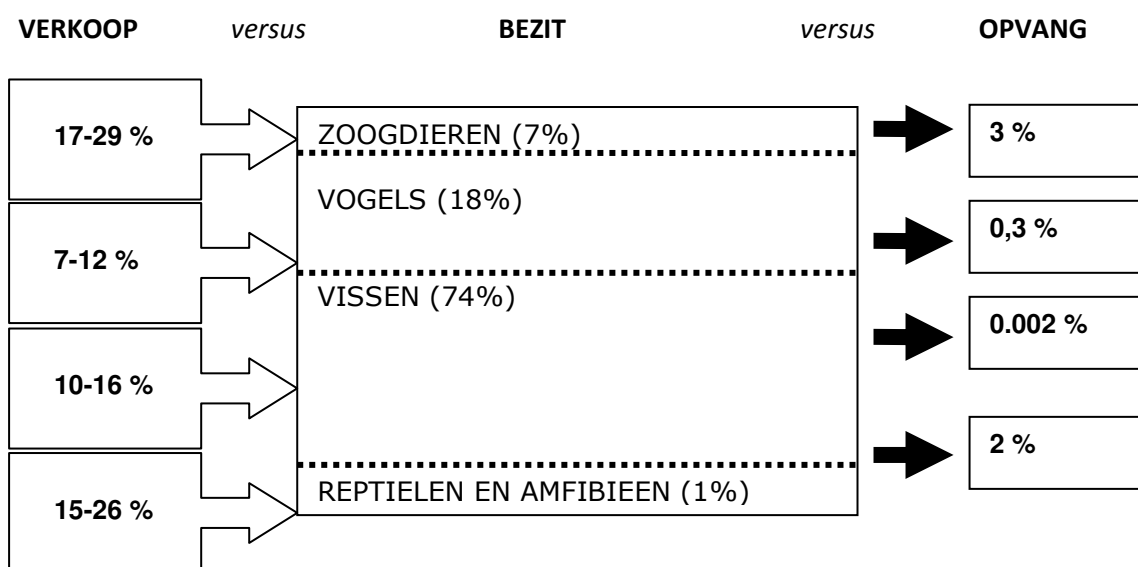 VERKOOP versus BEZIT versus OPVANG
17-29 % ZOOGDIEREN (7%) 3 %
VOGELS (18%)
7-12 % 0,3 %
VISSEN (74%) 0.002 %
10-16 %
2 %
15-26 % REPTIELEN EN AMFIBIEEN (1%)